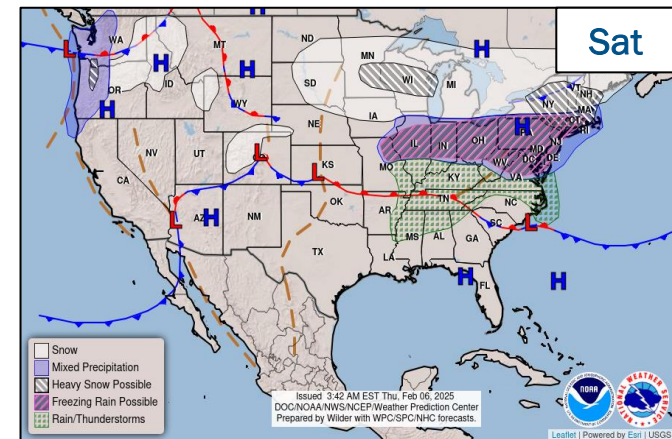 Sat
H
WA
L
MT
ND
MN
H
H
H
OR
ID
SD
WI
MI
VT
NH
NY
MA
CT
RI
WY
H
IA
H
PA
NE
IL
IN
OH
NJ
MD
DE
DC
NV
UT
L
KS
L
MO
WV
VA
KY
CA
L
AZ
H
NM
OK
AR
TN
NC
SC
L
TX
MS
AL
GA
LA
H
FL
H
Snow
Mixed Precipitation
Heavy Snow Possible
Freezing Rain Possible
Rain/Thunderstorms
Issued 3:42 AM EST Thu, Feb 06, 2025
DOC/NOAA/NWS/NCEP/Weather Prediction Center
Prepared by Wilder with WPC/SPC/NHC forecasts.
NOAA
NATIONAL WEATHER SERVICE
Leaflet | Powered by Esri | USGS